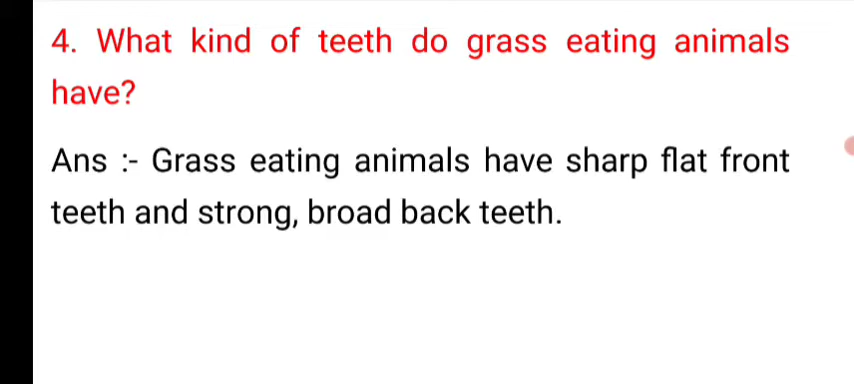 4. What kind of teeth do grass eating animals
have?
Ans :- Grass eating animals have sharp flat front
teeth and strong, broad back teeth.